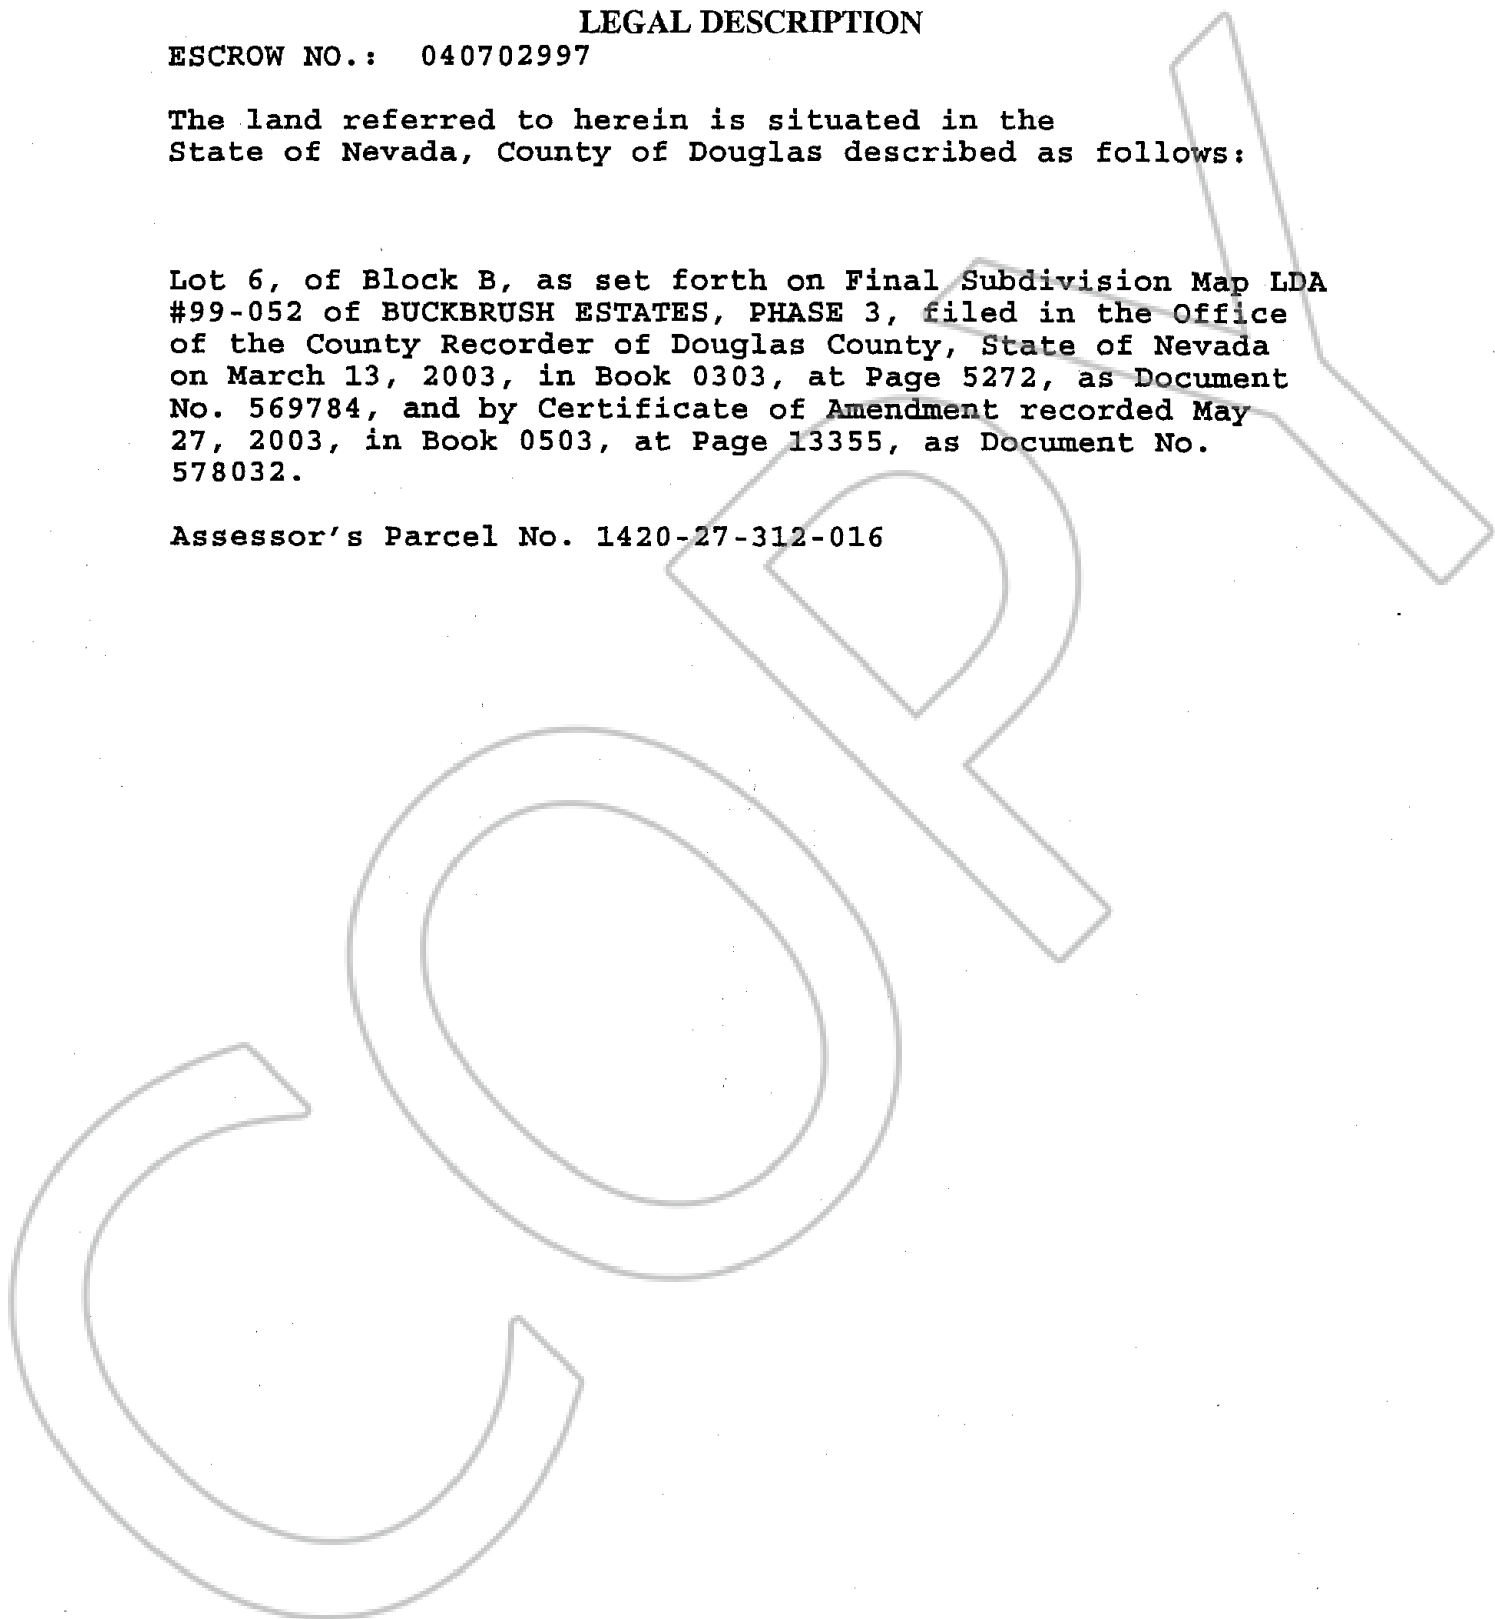 LEGAL DESCRIPTION
ESCROW NO.: 040702997
The land referred to herein is situated in the
State of Nevada, County of Douglas described as follows:
Lot 6, of Block B, as set forth on Final Subdivision Map LDA
#99-052 of BUCKBRUSH ESTATES, PHASE 3, filed in the Office
of the County Recorder of Douglas County, State of Nevada
on March 13, 2003, in Book 0303, at Page 5272, as Document
No. 569784, and by Certificate of Amendment recorded May
27, 2003, in Book 0503, at Page 13355, as Document No.
578032.
Assessor's Parcel No. 1420-27-312-016
COPY